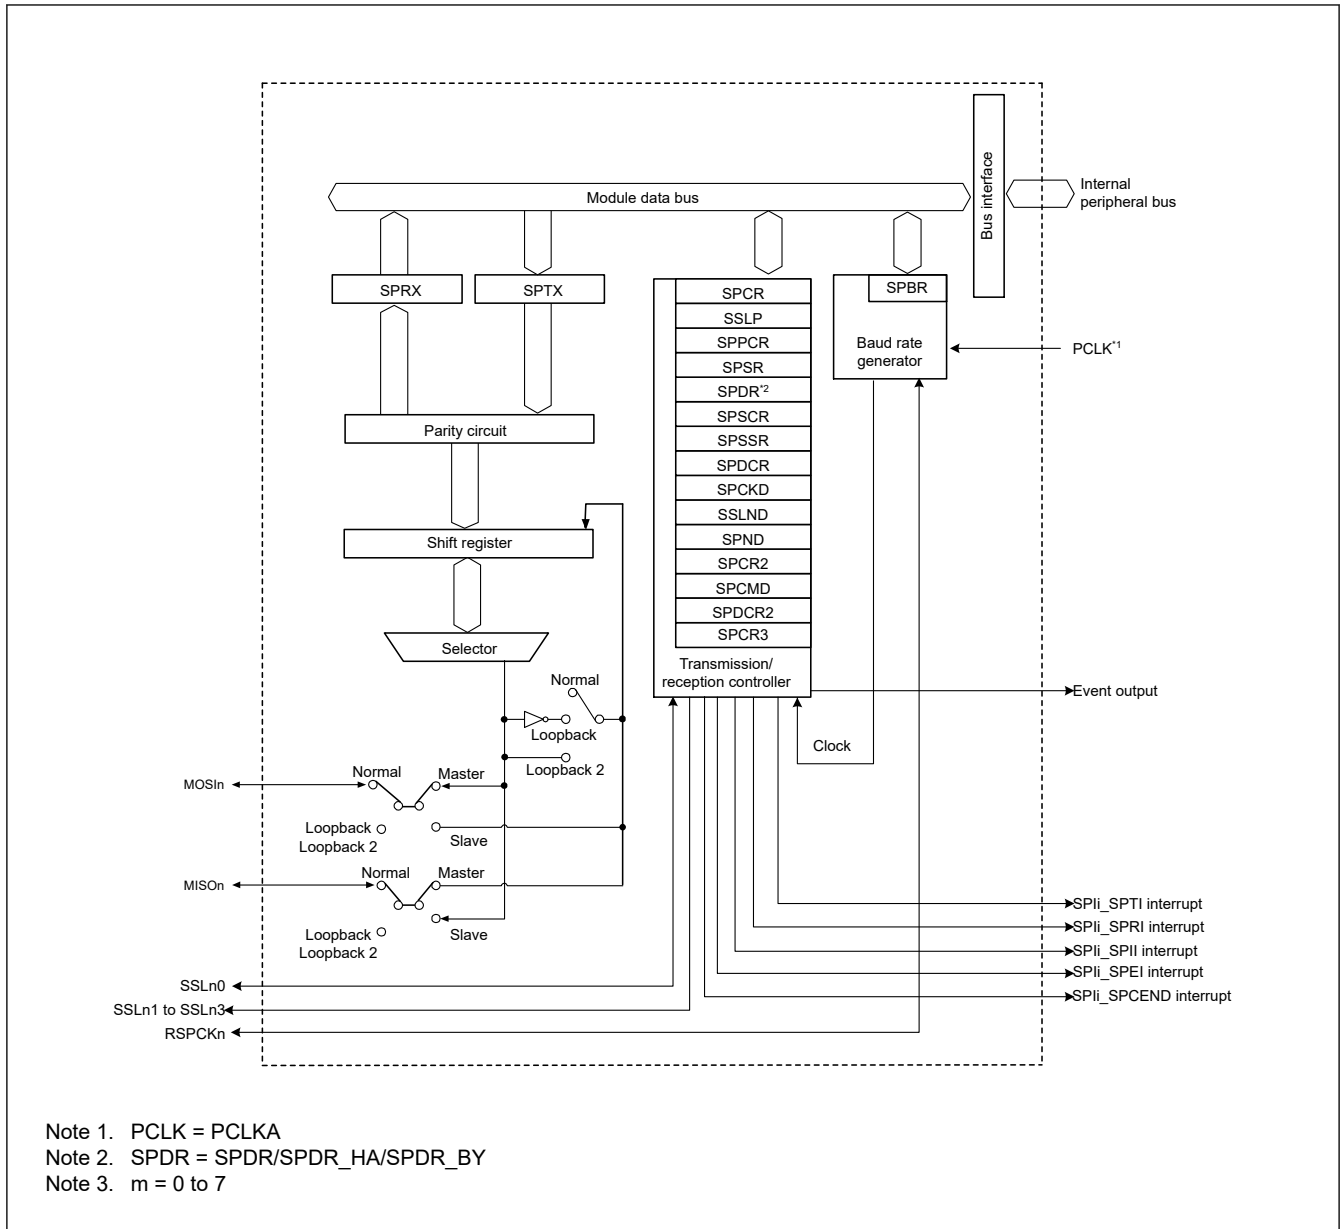 Module data bus
Bus interface
Internal
peripheral bus
SPRX
SPTX
SPCR
SSLP
SPPCR
SPSR
SPDR*2
SPSCR
SPSSR
SPDCR
SPCKD
SSLND
SPND
SPCR2
SPCMD
SPDCR2
SPCR3
Transmission/
reception controller
SPBR
Baud rate
generator
PCLK*1
Parity circuit
Shift register
Selector
Normal
Loopback
Loopback 2
Clock
Event output
MOSIn
Normal
Master
Loopback
Loopback 2
Slave
MISOn
Normal
Master
Loopback
Loopback 2
Slave
SPIi_SPTI interrupt
SPIi_SPRI interrupt
SPIi_SPII interrupt
SPIi_SPEI interrupt
SPIi_SPCEND interrupt
SSLn0
SSLn1 to SSLn3
RSPCKn
Note 1. PCLK = PCLKA
Note 2. SPDR = SPDR/SPDR_HA/SPDR_BY
Note 3. m = 0 to 7